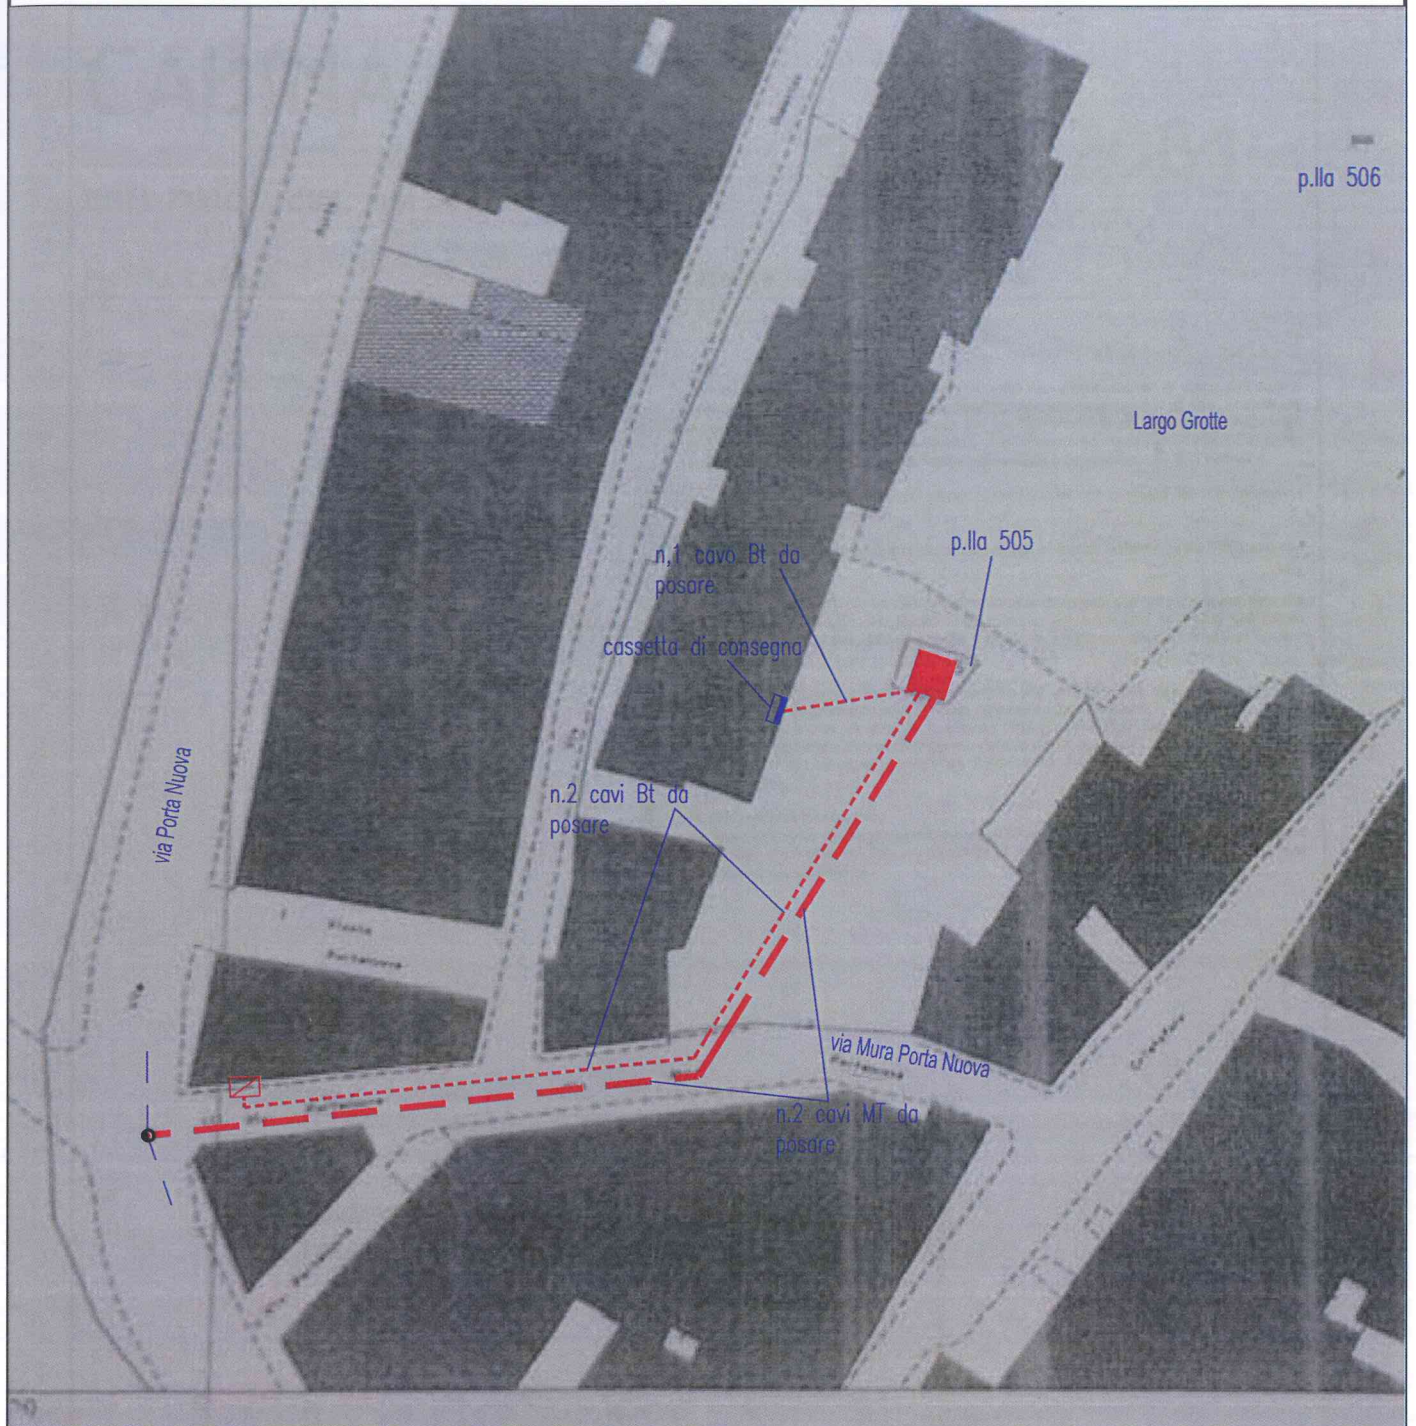 p.lla 506
Largo Grotte
n,1 cavo Bt da
posare
p.lla 505
cassetta di consegna
via Porta Nuova
n.2 cavi Bt da
posare
via Mura Porta Nuova
n.2 cavi MT da
posare